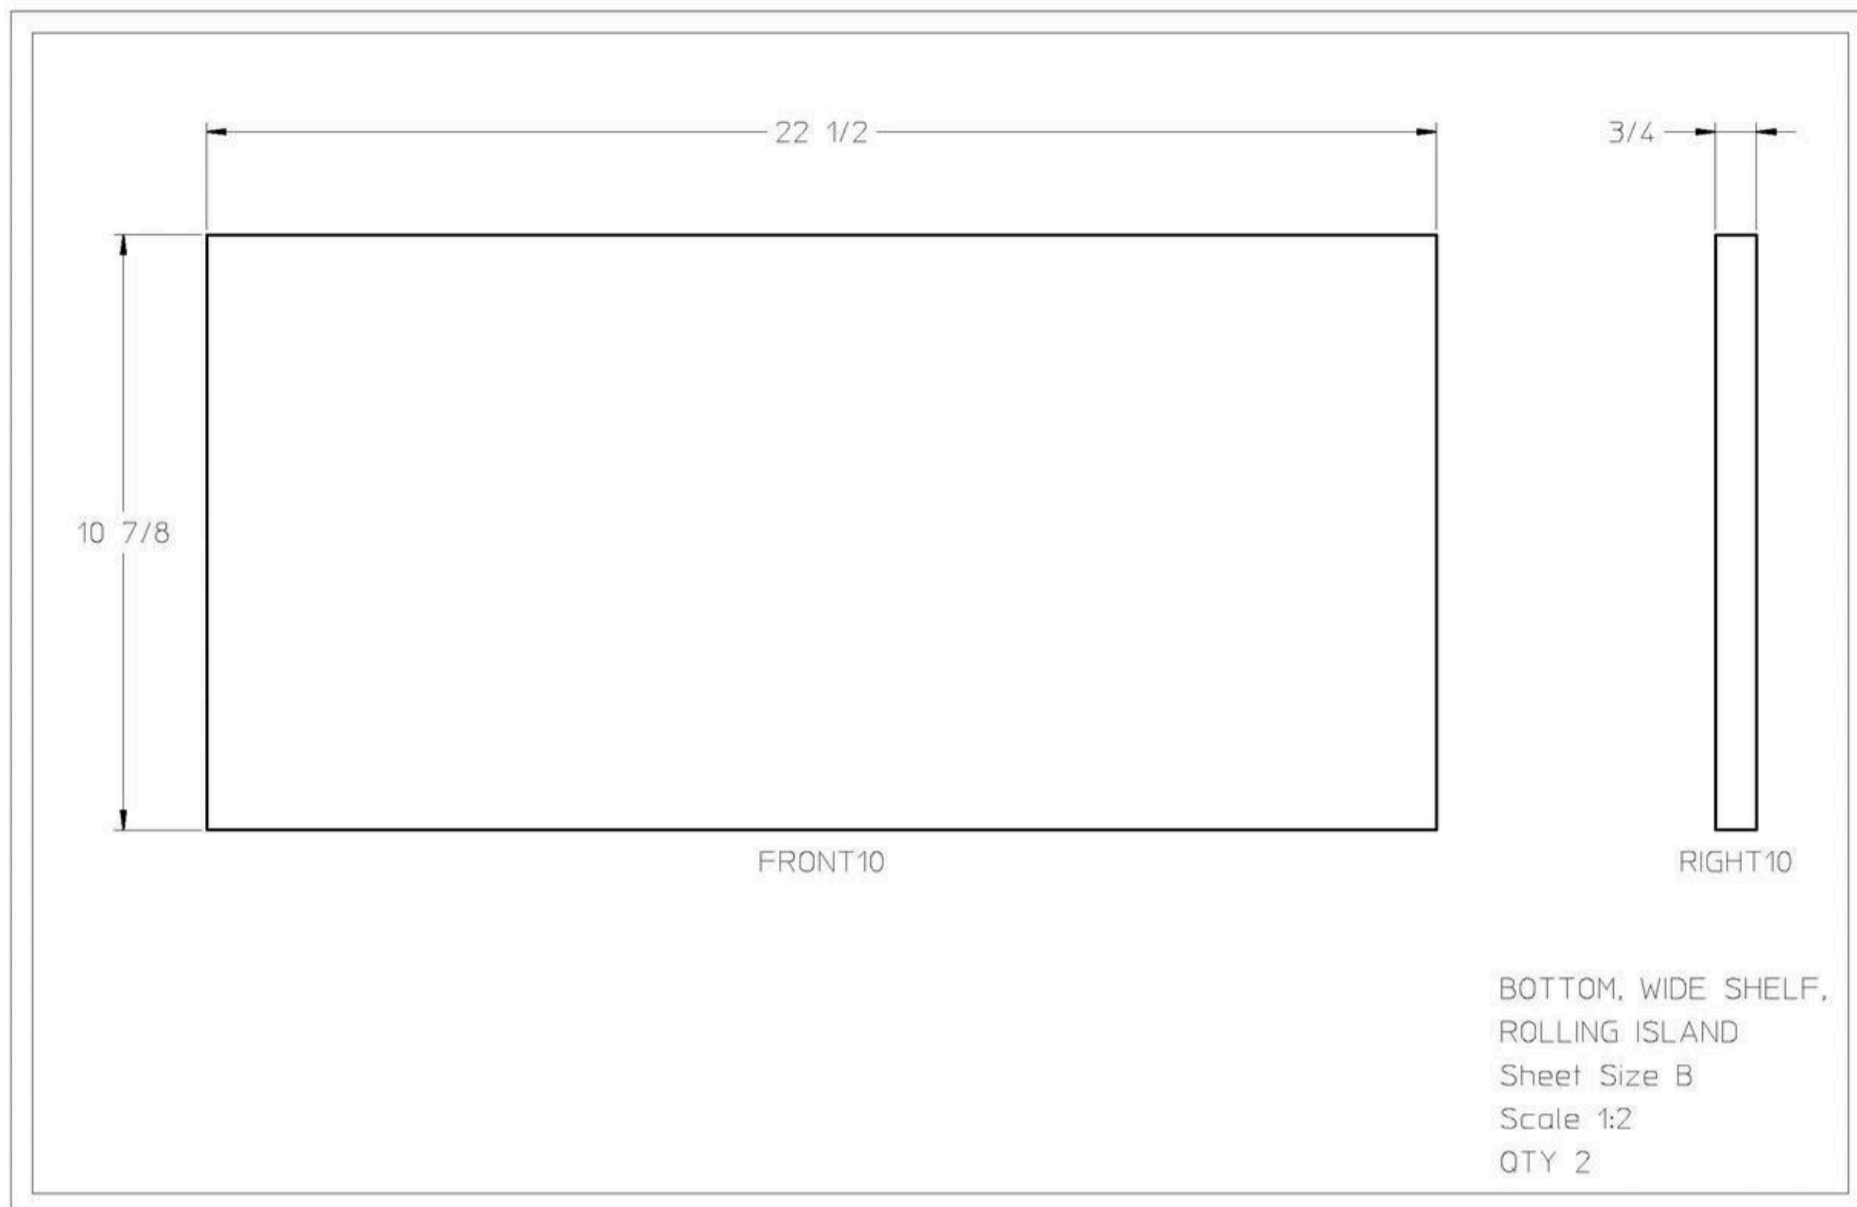 22 1/2
3/4
10 7/8
FRONT10
RIGHT10
BOTTOM, WIDE SHELF,
ROLLING ISLAND
Sheet Size B
Scale 1:2
QTY 2